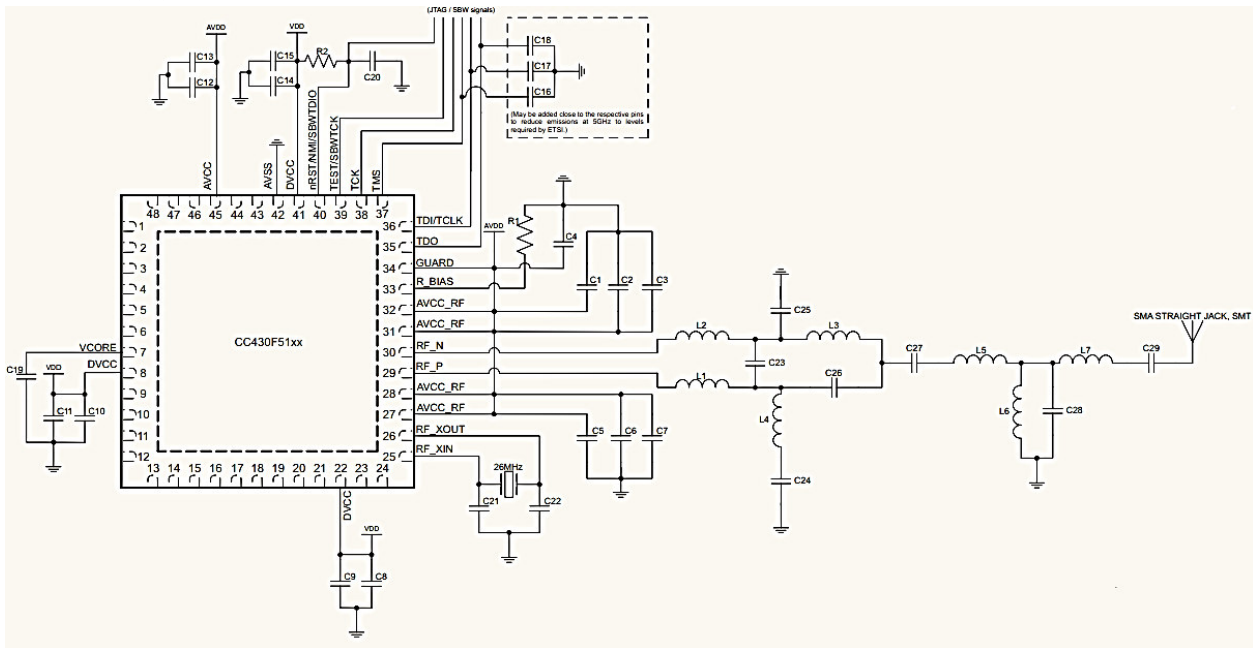 (JTAG / SBW signals)
AVDD
VDD
C13
C12
C15
C14
R2
C20
C18
C17
C16
(May be added close to the respective pins
to reduce emissions at 5GHz to levels
required by ETSI.)
AVCC
AVSS
DVCC
nRST/NMI/SBWTDIO
TEST/SBWTCK
TCK
TMS
48 47 46 45 44 43 42 41 40 39 38 37
1
2
3
4
5
6
7
8
9
10
11
12
36 TDI/TCLK
35 TDO
34 GUARD
33 R_BIAS
32 AVCC_RF
31 AVCC_RF
30 RF_N
29 RF_P
28 AVCC_RF
27 AVCC_RF
26 RF_XOUT
25 RF_XIN
CC430F51xx
VCORE
DVCC
C19
VDD
C11
C10
13 14 15 16 17 18 19 20 21 22 23 24
DVCC
VDD
C9
C8
AVDD
R1
C4
C1
C2
C3
C5
C6
C7
26MHz
C21
C22
L2
L1
C23
C25
L3
C26
L4
C24
C27
L5
L6
C28
L7
C29
SMA STRAIGHT JACK, SMT